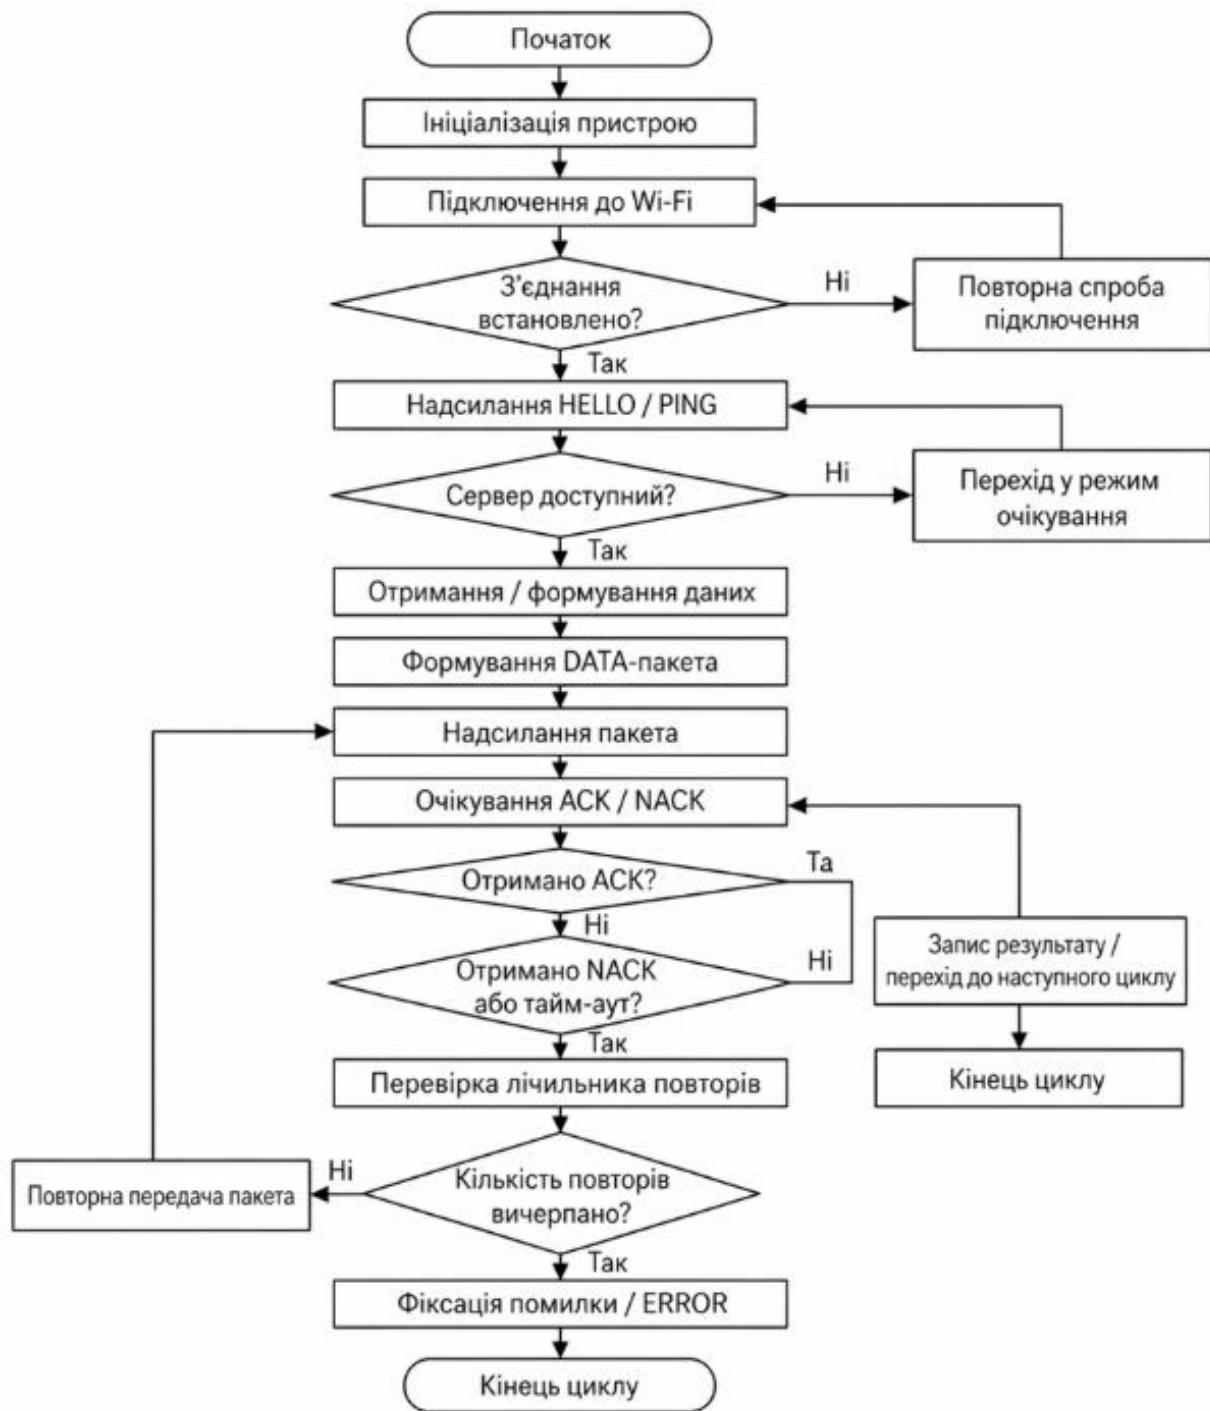 Початок
Ініціалізація пристрою
Підключення до Wi-Fi
З'єднання
встановлено?
Ні
Повторна спроба
підключення
Так
Надсилання HELLO / PING
Сервер доступний?
Ні
Перехід у режим
очікування
Так
Отримання / формування даних
Формування DATA-пакета
Надсилання пакета
Очікування ACK / NACK
Отримано ACK?
Та
Ні
Отримано NACK
або тайм-аут?
Ні
Запис результату /
перехід до наступного циклу
Так
Перевірка лічильника повторів
Кінець циклу
Кількість повторів
вичерпано?
Ні
Повторна передача пакета
Так
Фіксація помилки / ERROR
Кінець циклу